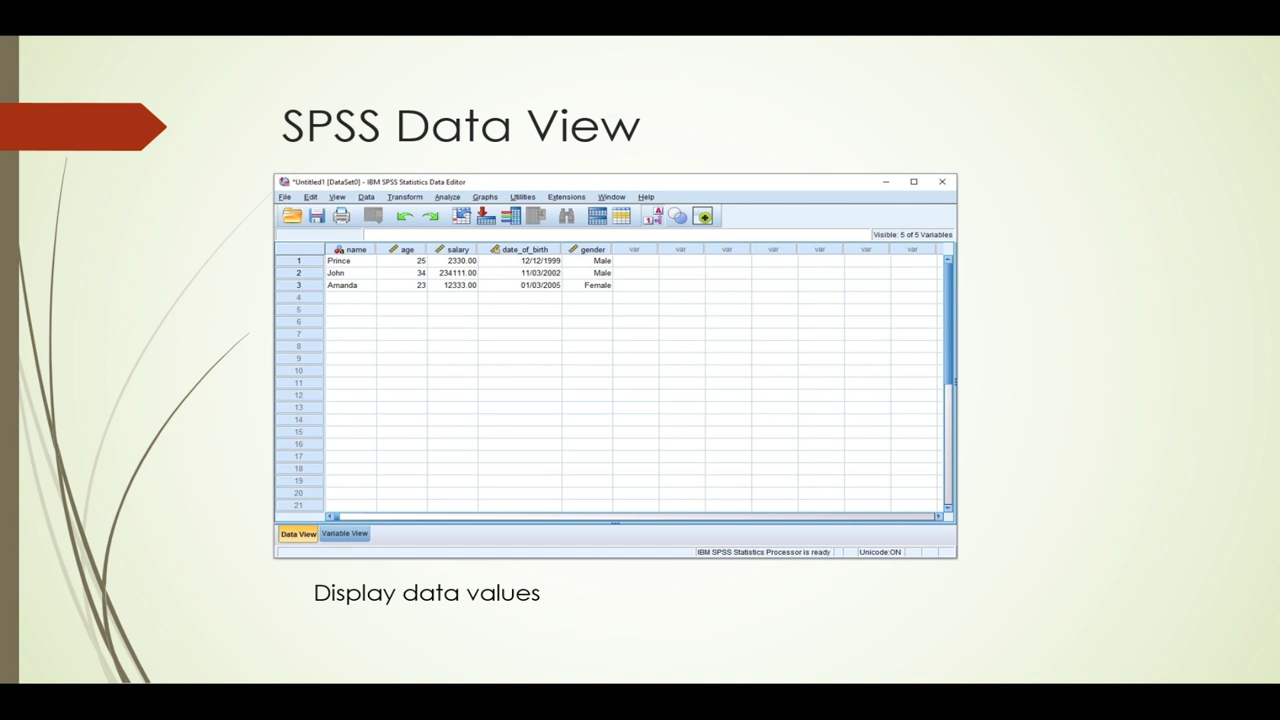 SPSS Data View
*Untitled1 [DataSet0] - IBM SPSS Statistics Data Editor
File Edit View Data Transform Analyze Graphs Utilities Extensions Window Help
Visible: 5 of 5 Variables
name age salary date_of_birth gender var var var var var var var
1 Prince 25 2330.00 12/12/1999 Male
2 John 34 234111.00 11/03/2002 Male
3 Amanda 23 12333.00 01/03/2005 Female
4
5
6
7
8
9
10
11
12
13
14
15
16
17
18
19
20
21
Data View Variable View
IBM SPSS Statistics Processor is ready Unicode:ON
Display data values